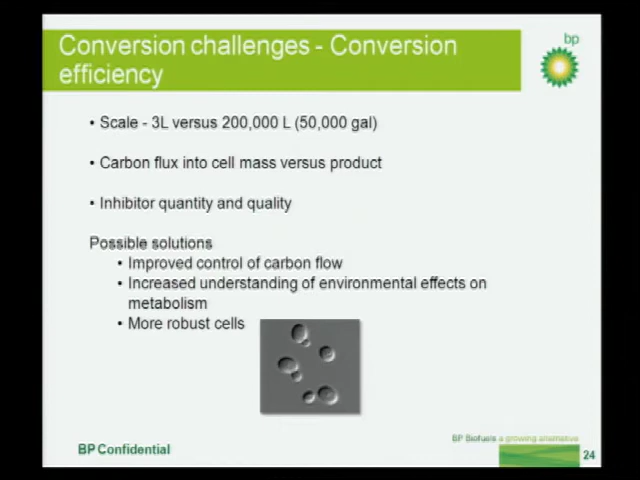 Conversion challenges - Conversion
efficiency
bp
• Scale - 3L versus 200,000 L (50,000 gal)
• Carbon flux into cell mass versus product
• Inhibitor quantity and quality
Possible solutions
• Improved control of carbon flow
• Increased understanding of environmental effects on
metabolism
• More robust cells
BP Biofuels a growing alternative
BP Confidential
24